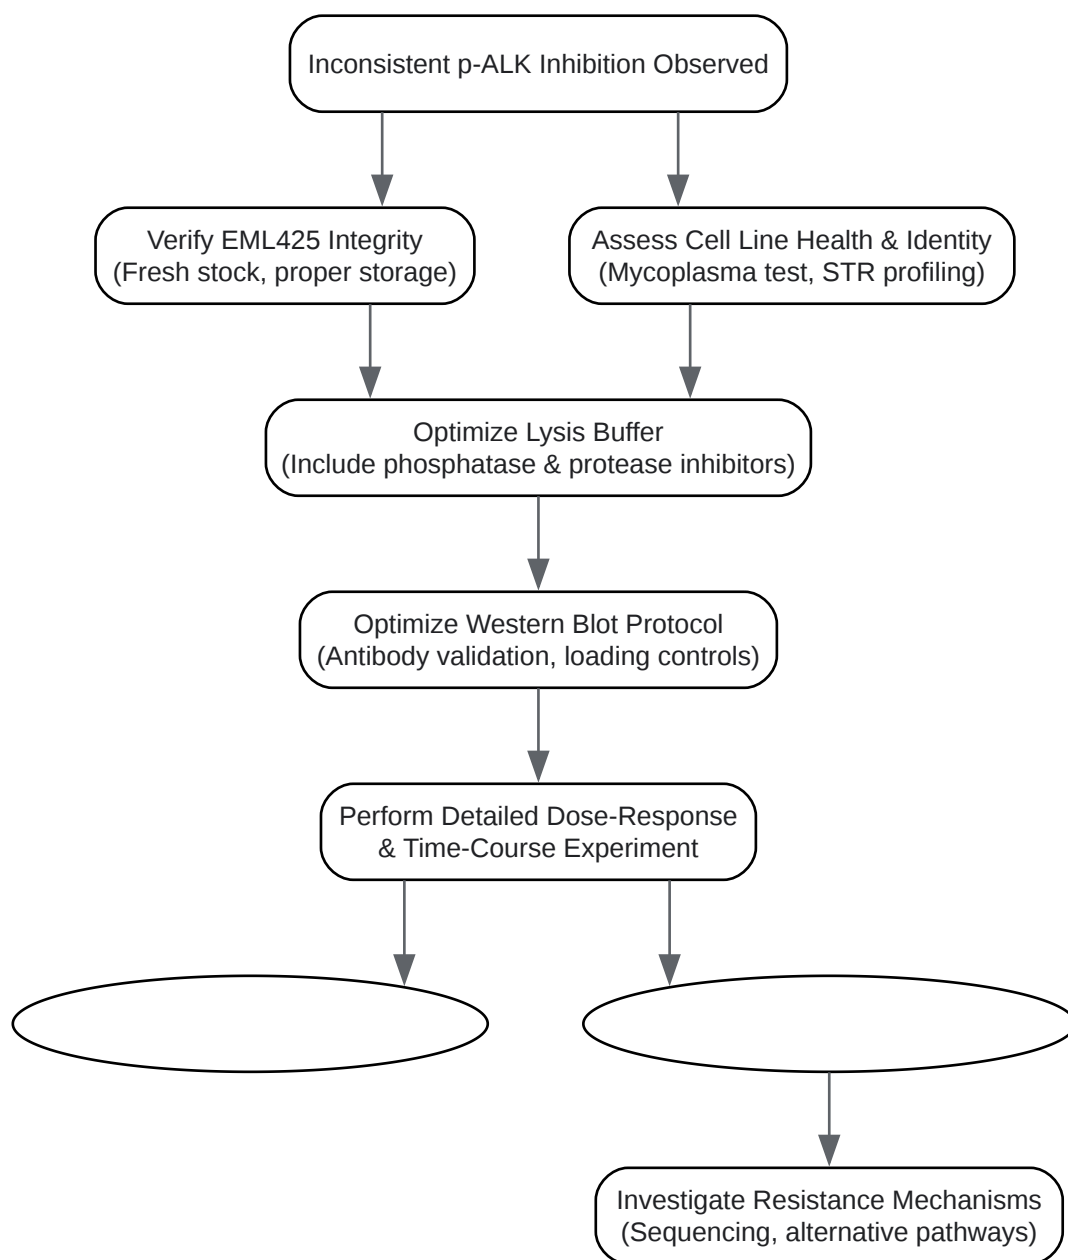 Inconsistent p-ALK Inhibition Observed
Verify EML425 Integrity
(Fresh stock, proper storage)
Assess Cell Line Health & Identity
(Mycoplasma test, STR profiling)
Optimize Lysis Buffer
(Include phosphatase & protease inhibitors)
Optimize Western Blot Protocol
(Antibody validation, loading controls)
Perform Detailed Dose-Response
& Time-Course Experiment
Investigate Resistance Mechanisms
(Sequencing, alternative pathways)